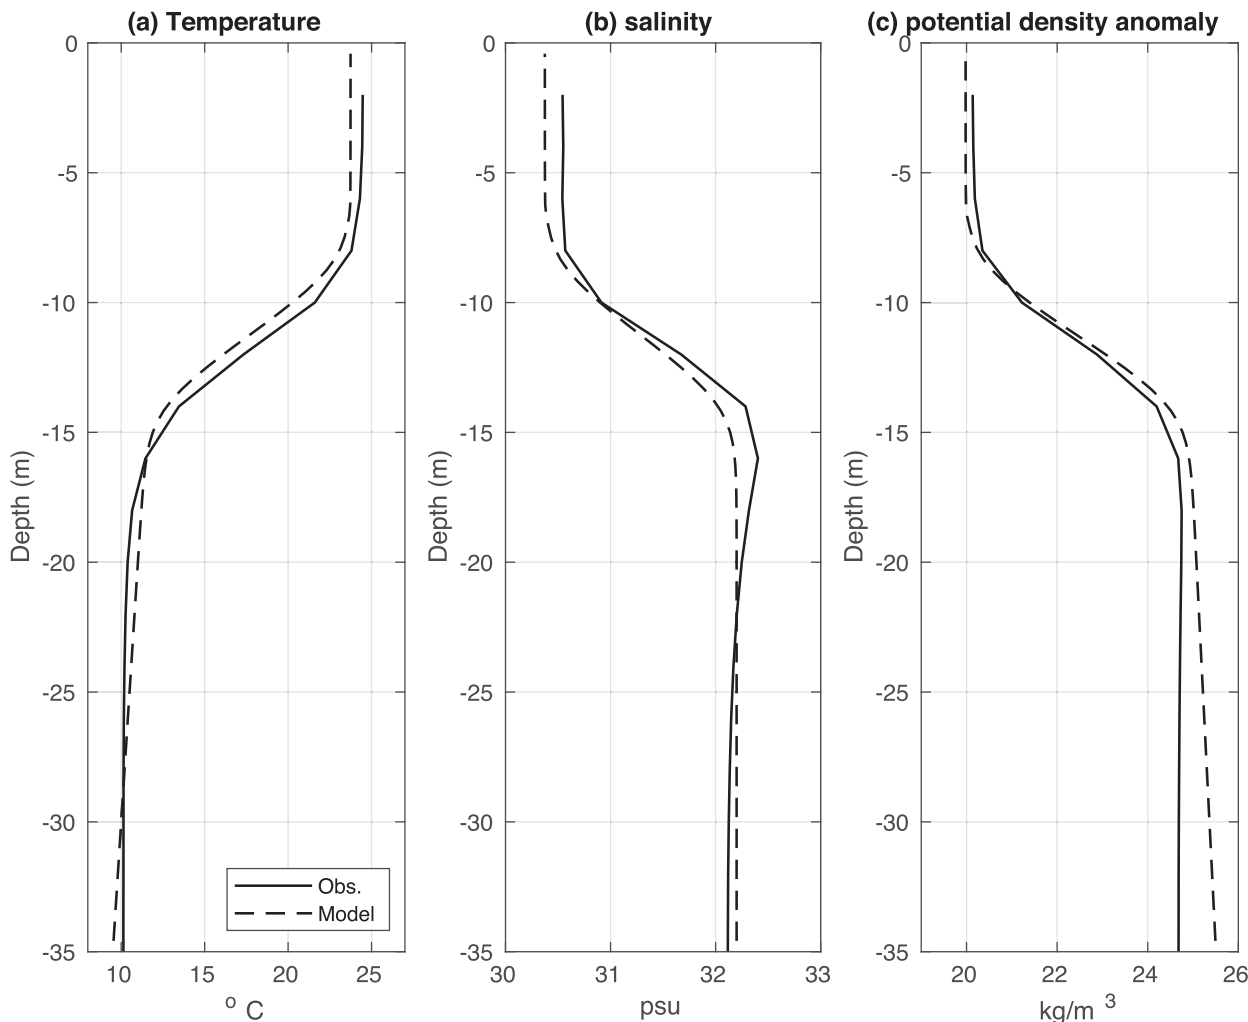 (a) Temperature
0
-5
-10
-15
-20
-25
-30
-35
Depth (m)
10 15 20 25
o C
Obs.
Model
(b) salinity
0
-5
-10
-15
-20
-25
-30
-35
Depth (m)
30 31 32 33
psu
(c) potential density anomaly
0
-5
-10
-15
-20
-25
-30
-35
Depth (m)
20 22 24 26
kg/m 3